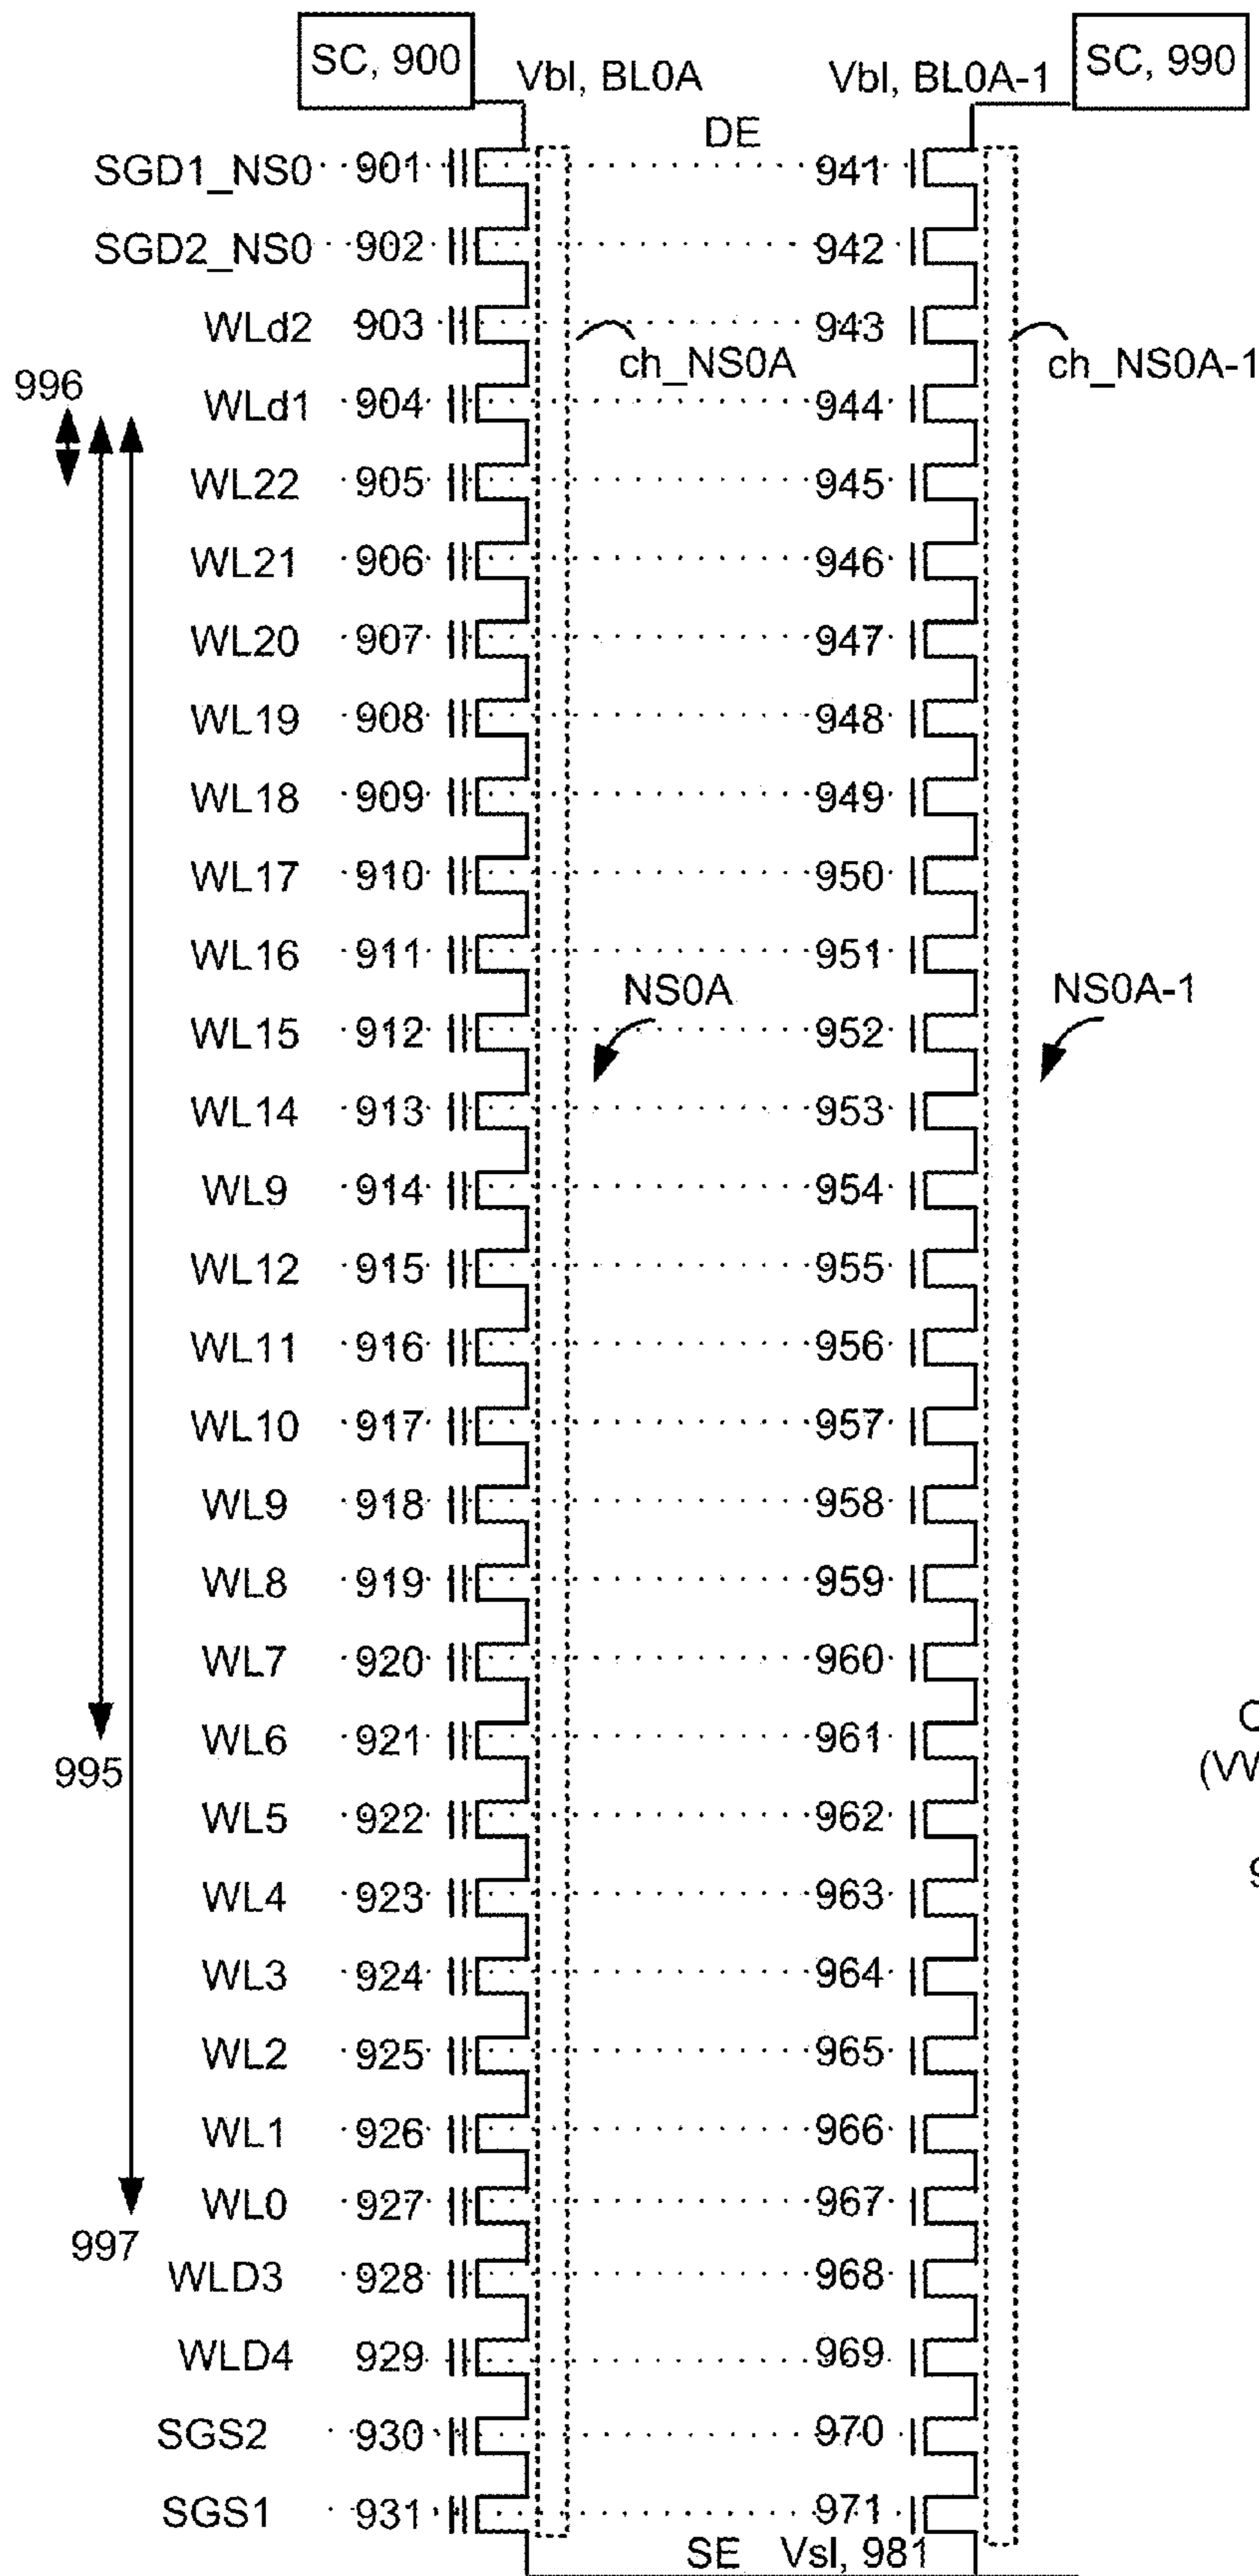 SC, 900 Vbl, BL0A Vbl, BL0A-1 SC, 990
DE
SGD1_NS0 901 941
SGD2_NS0 902 942
WLd2 903 943
ch_NS0A ch_NS0A-1
996
WLd1 904 944
WL22 905 945
WL21 906 946
WL20 907 947
WL19 908 948
WL18 909 949
WL17 910 950
WL16 911 951
NS0A NS0A-1
WL15 912 952
WL14 913 953
WL9 914 954
WL12 915 955
WL11 916 956
WL10 917 957
WL9 918 958
WL8 919 959
WL7 920 960
WL6 921 961
995
WL5 922 962
WL4 923 963
WL3 924 964
WL2 925 965
WL1 926 966
WL0 927 967
997
WLD3 928 968
WLD4 929 969
SGS2 930 970
SGS1 931 971
SE Vsl, 981